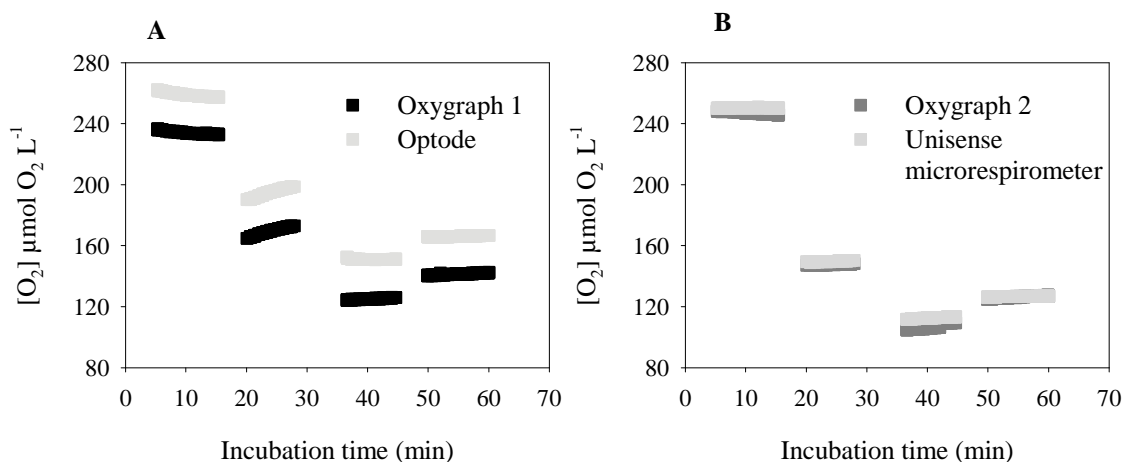 A
B
280
240
200
160
120
80
Oxygraph 1
Optode
0 10 20 30 40 50 60 70
Incubation time (min)
[O₂] µmol O₂ L⁻¹
280
240
200
160
120
80
Oxygraph 2
Unisense
microrespirometer
0 10 20 30 40 50 60 70
Incubation time (min)
[O₂] µmol O₂ L⁻¹